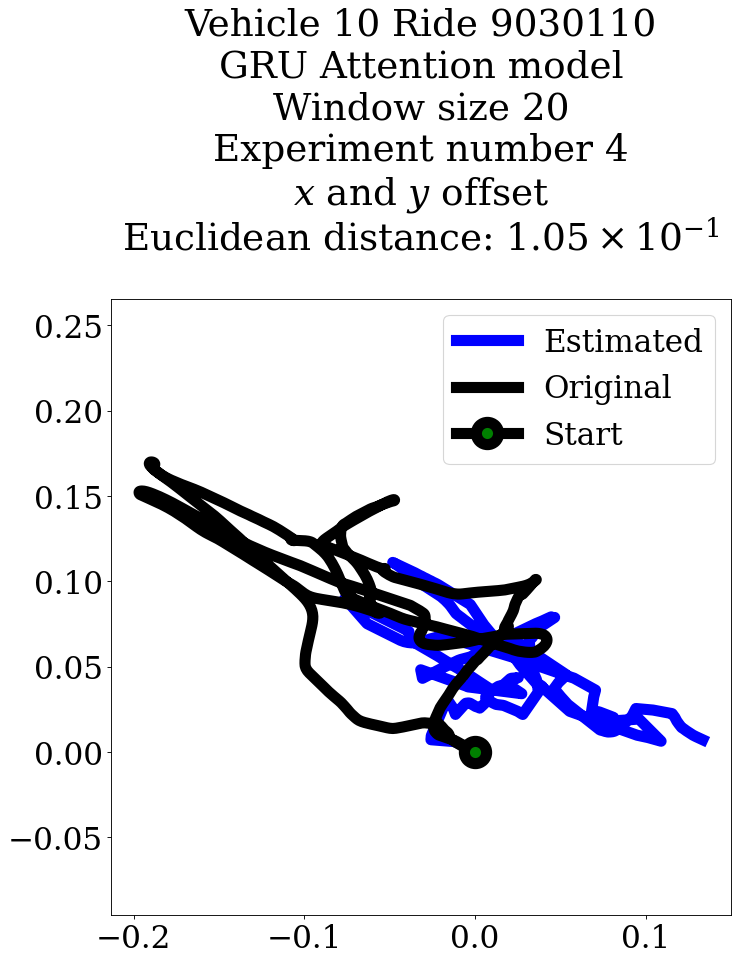 Vehicle 10 Ride 9030110
GRU Attention model
Window size 20
Experiment number 4
x and y offset
Euclidean distance: 1.05 × 10⁻¹
Estimated
Original
Start
0.25
0.20
0.15
0.10
0.05
0.00
−0.05
−0.2
−0.1
0.0
0.1